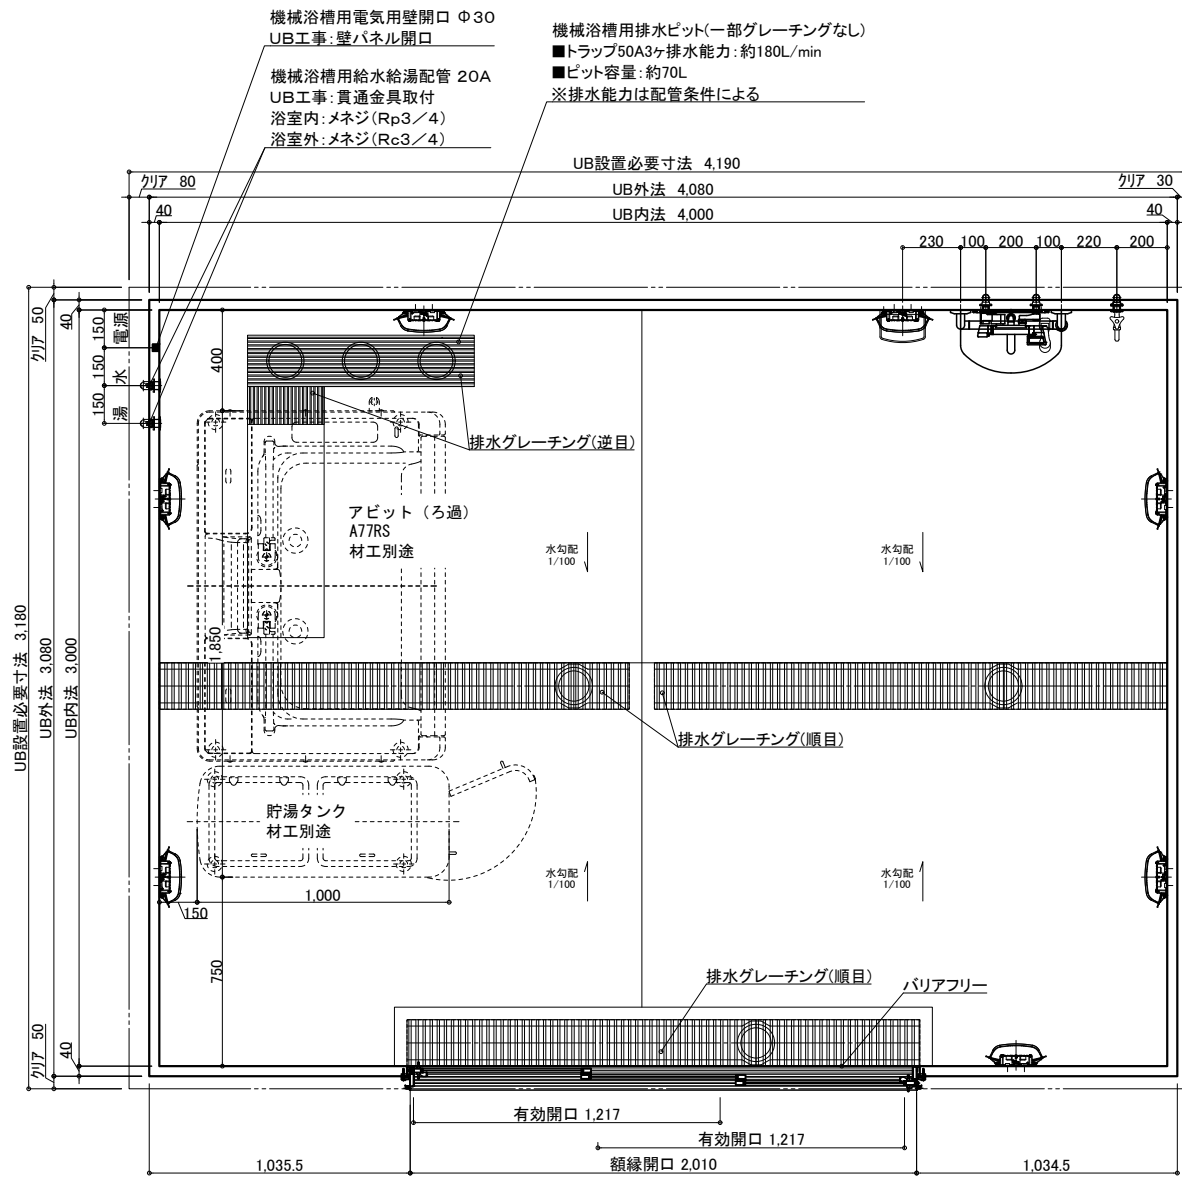 機械浴槽用電気用壁開口 Φ30
UB工事:壁パネル開口
機械浴槽用給水給湯配管 20A
UB工事:貫通金具取付
浴室内:メネジ(Rp3/4)
浴室外:メネジ(Rc3/4)
機械浴槽用排水ピット(一部グレーチングなし)
■トラップ50A3ヶ排水能力:約180L/min
■ピット容量:約70L
※排水能力は配管条件による
UB設置必要寸法 4,190
クリア 80
UB外法 4,080
クリア 30
40
UB内法 4,000
40
230
100
200
100
220
200
クリア 50
40
150
電源
150
水
150
湯
400
排水グレーチング(逆目)
アビット (ろ過)
A77RS
材工別途
水勾配
1/100
水勾配
1/100
UB設置必要寸法 3,180
UB外法 3,080
UB内法 3,000
1,850
排水グレーチング(順目)
貯湯タンク
材工別途
水勾配
1/100
水勾配
1/100
1,000
150
750
排水グレーチング(順目)
バリアフリー
クリア 50
40
有効開口 1,217
有効開口 1,217
1,035.5
額縁開口 2,010
1,034.5